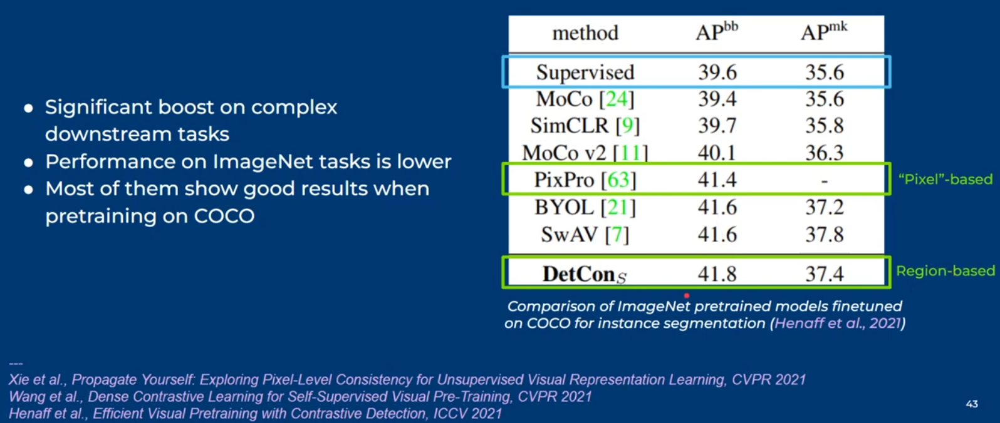 ● Significant boost on complex
downstream tasks
● Performance on ImageNet tasks is lower
● Most of them show good results when
pretraining on COCO
method AP^bb AP^mk
Supervised 39.6 35.6
MoCo [24] 39.4 35.6
SimCLR [9] 39.7 35.8
MoCo v2 [11] 40.1 36.3
PixPro [63] 41.4 -
"Pixel"-based
BYOL [21] 41.6 37.2
SwAV [7] 41.6 37.8
DetCon_S 41.8 37.4
Region-based
Comparison of ImageNet pretrained models finetuned
on COCO for instance segmentation (Henaff et al., 2021)
---
Xie et al., Propagate Yourself: Exploring Pixel-Level Consistency for Unsupervised Visual Representation Learning, CVPR 2021
Wang et al., Dense Contrastive Learning for Self-Supervised Visual Pre-Training, CVPR 2021
Henaff et al., Efficient Visual Pretraining with Contrastive Detection, ICCV 2021
43